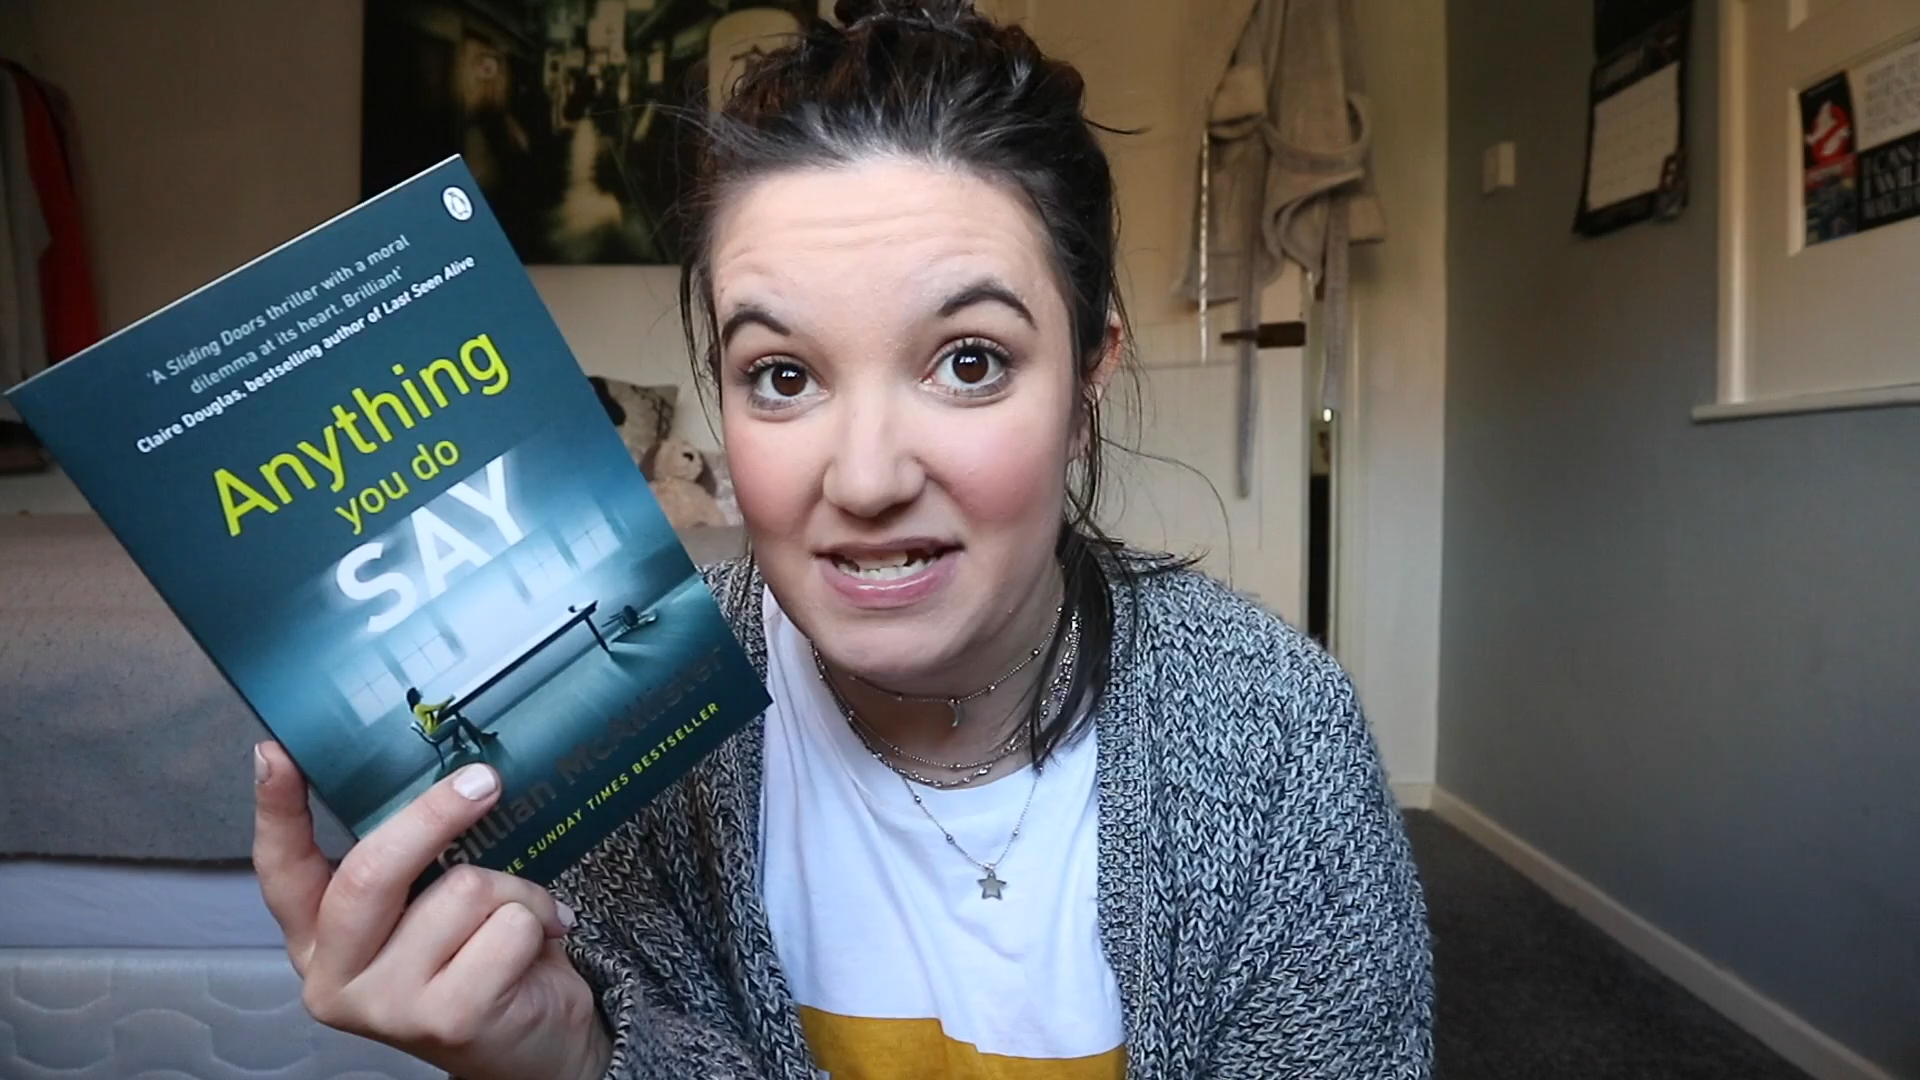 'A Sliding Doors thriller with a moral
dilemma at its heart. Brilliant'
Claire Douglas, bestselling author of Last Seen Alive
Anything
you do
SAY
Gillian McAllister
THE SUNDAY TIMES BESTSELLER